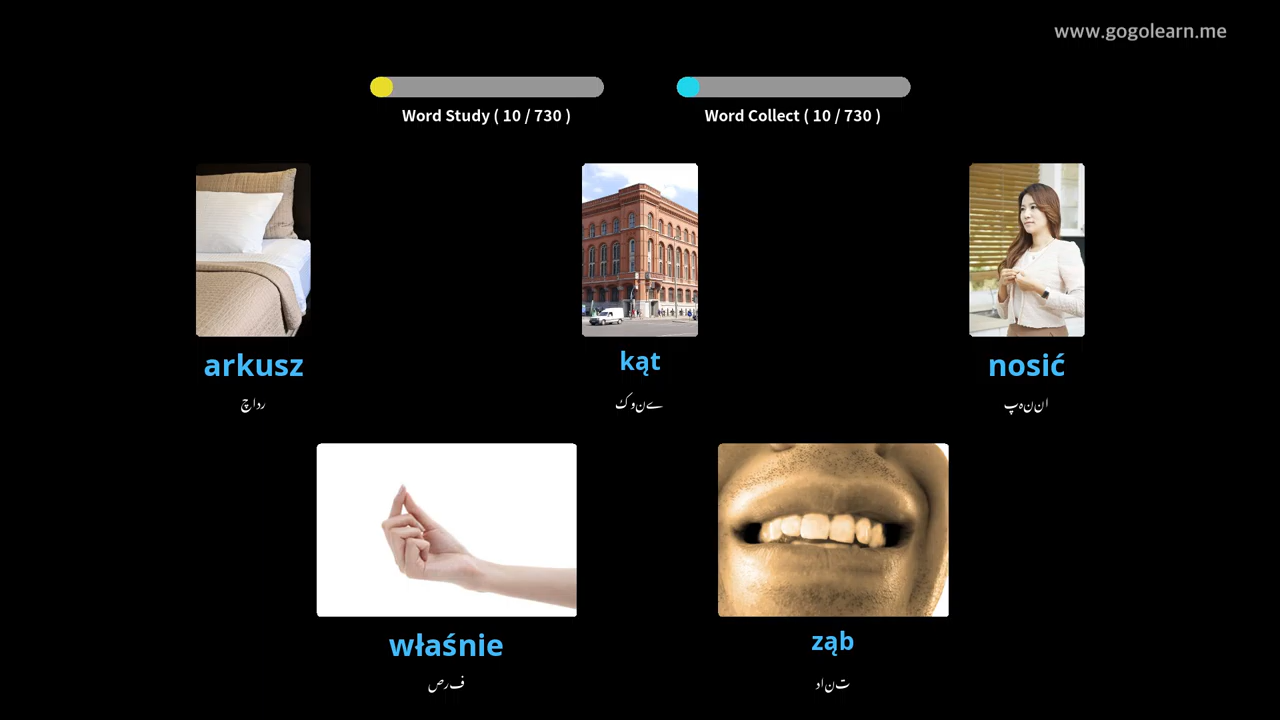 www.gogolearn.me
Word Study ( 10 / 730 )
Word Collect ( 10 / 730 )
arkusz
چادر
kąt
کونے
nosić
پہننا
właśnie
صرف
ząb
دانت